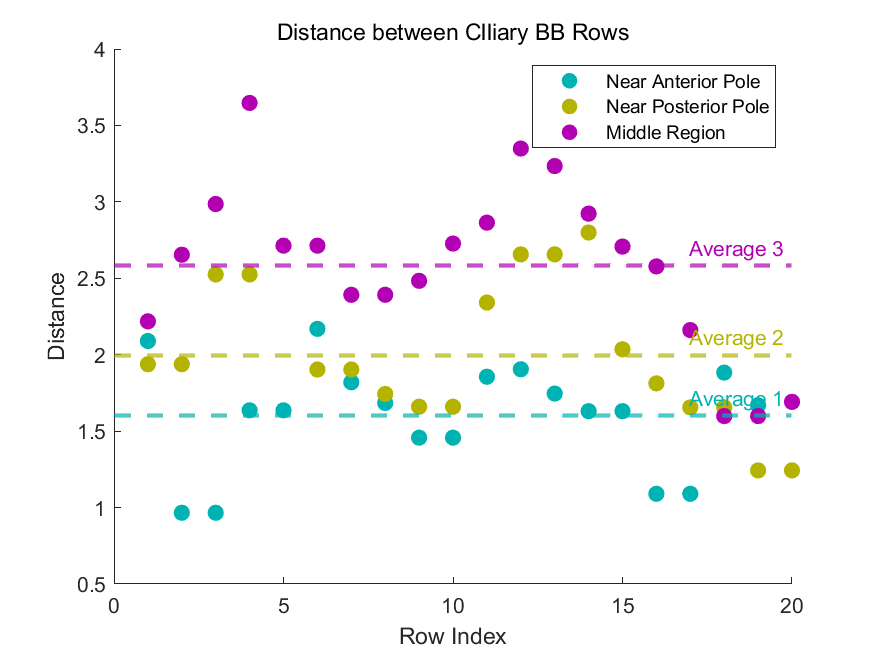 Distance between CIliary BB Rows
Near Anterior Pole
Near Posterior Pole
Middle Region
4
3.5
3
2.5
2
1.5
1
0.5
Distance
Average 3
Average 2
Average 1
0
5
10
15
20
Row Index